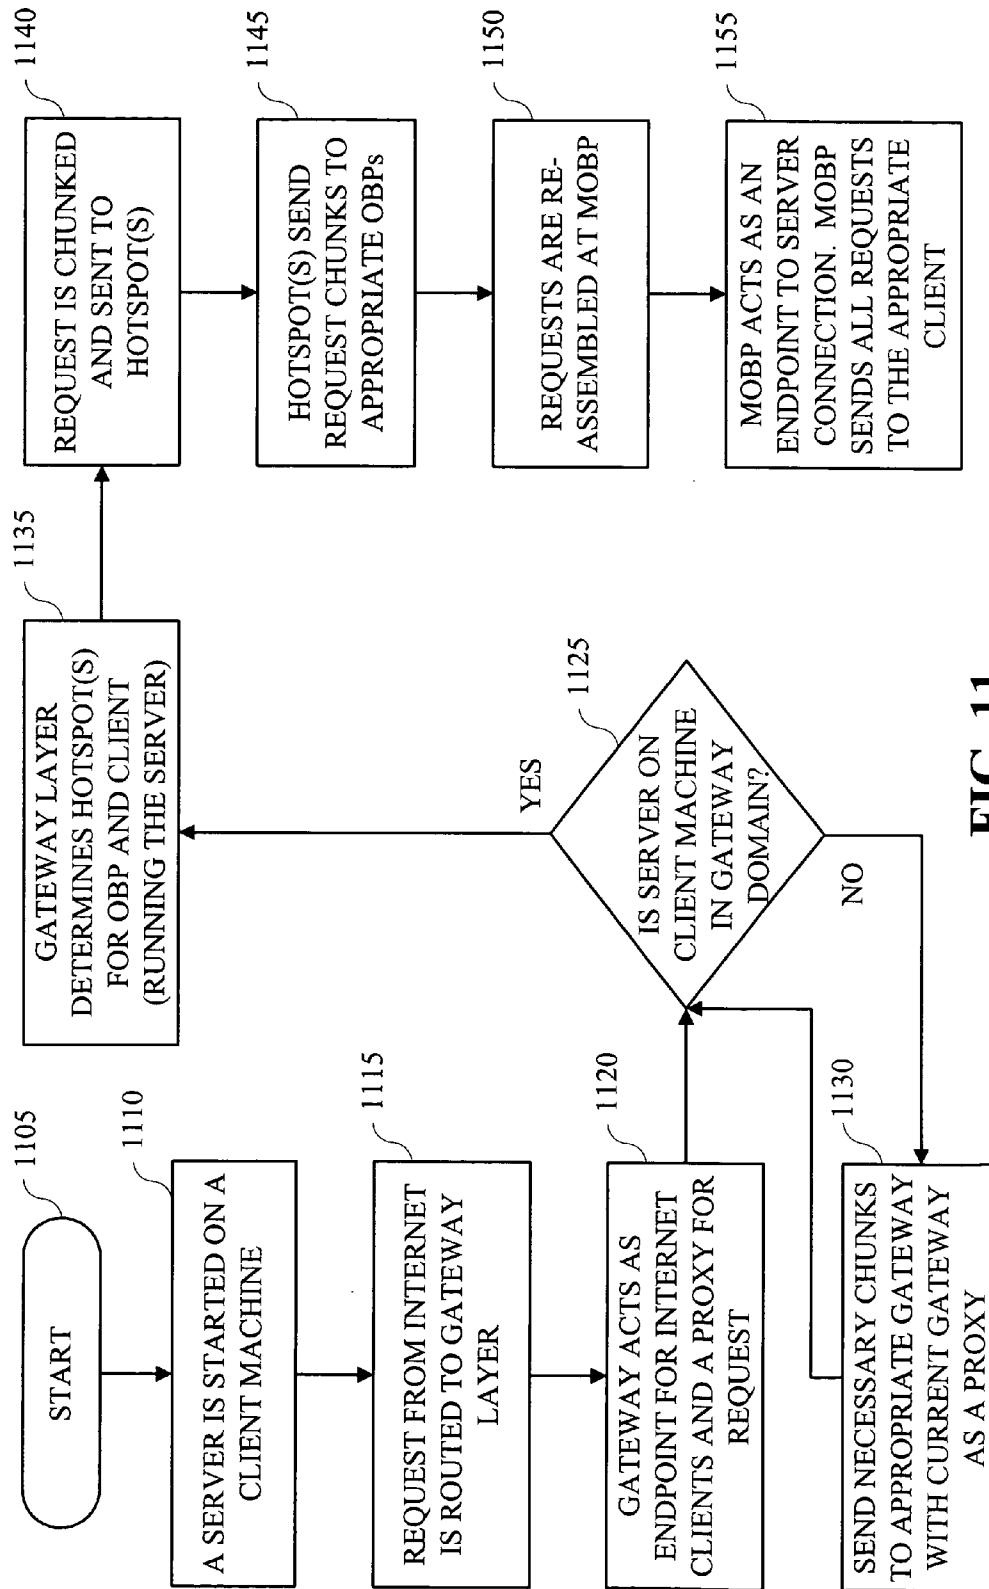 START
1105
A SERVER IS STARTED ON A
CLIENT MACHINE
1110
REQUEST FROM INTERNET
IS ROUTED TO GATEWAY
LAYER
1115
GATEWAY ACTS AS
ENDPOINT FOR INTERNET
CLIENTS AND A PROXY FOR
REQUEST
1120
IS SERVER ON
CLIENT MACHINE
IN GATEWAY
DOMAIN?
1125
YES
NO
SEND NECESSARY CHUNKS
TO APPROPRIATE GATEWAY
WITH CURRENT GATEWAY
AS A PROXY
1130
GATEWAY LAYER
DETERMINES HOTSPOT(S)
FOR OBP AND CLIENT
(RUNNING THE SERVER)
1135
REQUEST IS CHUNKED
AND SENT TO
HOTSPOT(S)
1140
HOTSPOT(S) SEND
REQUEST CHUNKS TO
APPROPRIATE OBPs
1145
REQUESTS ARE RE-
ASSEMBLED AT MOBP
1150
MOBP ACTS AS AN
ENDPOINT TO SERVER
CONNECTION. MOBP
SENDS ALL REQUESTS
TO THE APPROPRIATE
CLIENT
1155
FIG. 11